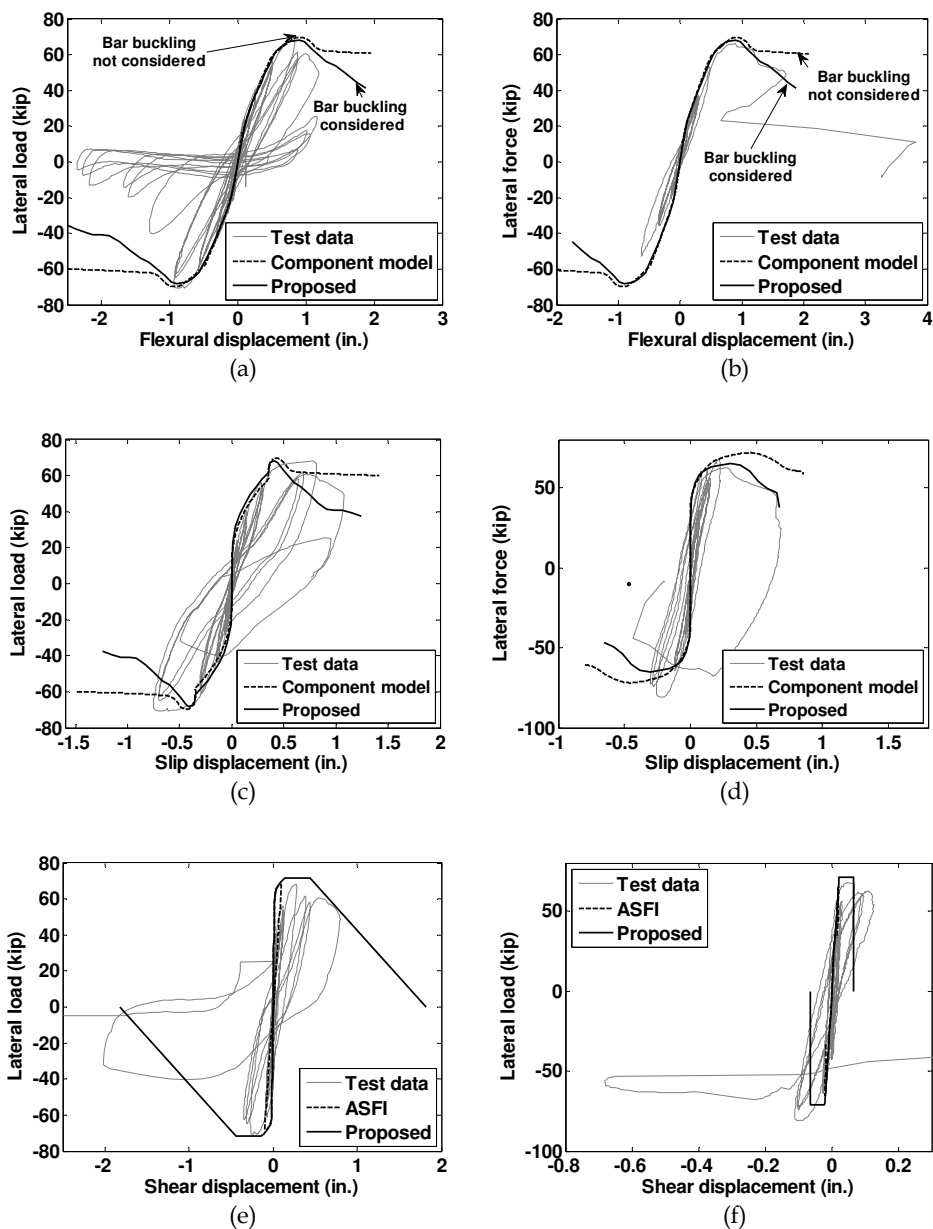 80
60
40
20
0
-20
-40
-60
-80
Lateral load (kip)
Bar buckling
not considered
Bar buckling
considered
Test data
Component model
Proposed
-2 -1 0 1 2 3
Flexural displacement (in.)
(a)
80
60
40
20
0
-20
-40
-60
-80
Lateral force (kip)
Bar buckling
not considered
Bar buckling
considered
Test data
Component model
Proposed
-2 -1 0 1 2 3 4
Flexural displacement (in.)
(b)
80
60
40
20
0
-20
-40
-60
-80
Lateral load (kip)
Test data
Component model
Proposed
-1.5 -1 -0.5 0 0.5 1 1.5 2
Slip displacement (in.)
(c)
50
0
-50
-100
Lateral force (kip)
Test data
Component model
Proposed
-1 -0.5 0 0.5 1 1.5
Slip displacement (in.)
(d)
80
60
40
20
0
-20
-40
-60
-80
Lateral load (kip)
Test data
ASFI
Proposed
-2 -1 0 1 2
Shear displacement (in.)
(e)
50
0
-50
-100
Lateral load (kip)
Test data
ASFI
Proposed
-0.8 -0.6 -0.4 -0.2 0 0.2
Shear displacement (in.)
(f)